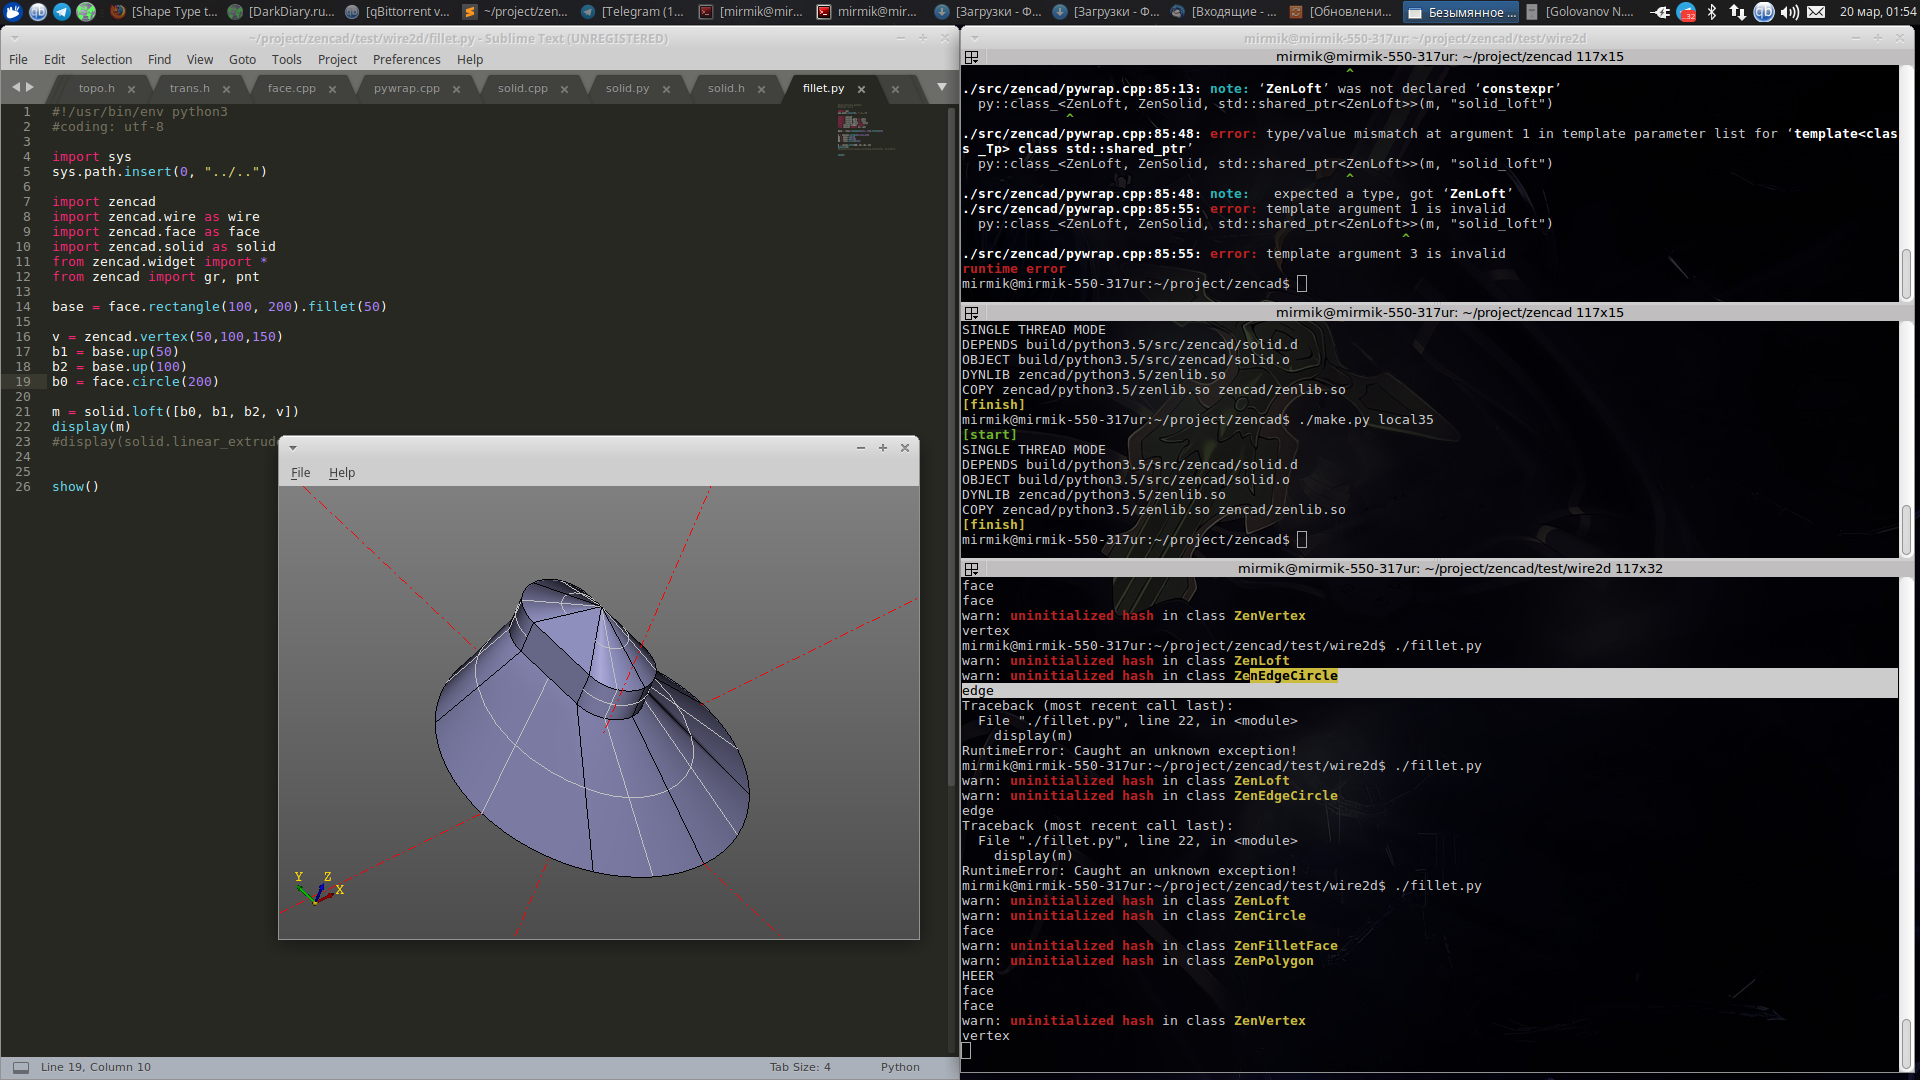 [Shape Type t...
[DarkDiary.ru...
[qBittorrent v...
~/project/zen...
[Telegram (1...
[mirmik@mir...
mirmik@mir...
[Загрузки - Ф...
[Загрузки - Ф...
[Входящие - ...
[Обновлени...
Безымянное ...
[Golovanov N....
20 мар, 01:54
~/project/zencad/test/wire2d/fillet.py - Sublime Text (UNREGISTERED)
File Edit Selection Find View Goto Tools Project Preferences Help
topo.h trans.h face.cpp pywrap.cpp solid.cpp solid.py solid.h fillet.py
1 #!/usr/bin/env python3
2 #coding: utf-8
3
4 import sys
5 sys.path.insert(0, "../..")
6
7 import zencad
8 import zencad.wire as wire
9 import zencad.face as face
10 import zencad.solid as solid
11 from zencad.widget import *
12 from zencad import gr, pnt
13
14 base = face.rectangle(100, 200).fillet(50)
15
16 v = zencad.vertex(50,100,150)
17 b1 = base.up(50)
18 b2 = base.up(100)
19 b0 = face.circle(200)
20
21 m = solid.loft([b0, b1, b2, v])
22 display(m)
23 #display(solid.linear_extrud
24
25
26 show()
File Help
Y Z X
Line 19, Column 10
Tab Size: 4
Python
mirmik@mirmik-550-317ur: ~/project/zencad/test/wire2d
mirmik@mirmik-550-317ur: ~/project/zencad 117x15
^
./src/zencad/pywrap.cpp:85:13: note: ‘ZenLoft’ was not declared ‘constexpr’
py::class_<ZenLoft, ZenSolid, std::shared_ptr<ZenLoft>>(m, "solid_loft")
^
./src/zencad/pywrap.cpp:85:48: error: type/value mismatch at argument 1 in template parameter list for ‘template<clas
s _Tp> class std::shared_ptr’
py::class_<ZenLoft, ZenSolid, std::shared_ptr<ZenLoft>>(m, "solid_loft")
^
./src/zencad/pywrap.cpp:85:48: note:   expected a type, got ‘ZenLoft’
./src/zencad/pywrap.cpp:85:55: error: template argument 1 is invalid
py::class_<ZenLoft, ZenSolid, std::shared_ptr<ZenLoft>>(m, "solid_loft")
^
./src/zencad/pywrap.cpp:85:55: error: template argument 3 is invalid
runtime error
mirmik@mirmik-550-317ur:~/project/zencad$
mirmik@mirmik-550-317ur: ~/project/zencad 117x15
SINGLE THREAD MODE
DEPENDS build/python3.5/src/zencad/solid.d
OBJECT build/python3.5/src/zencad/solid.o
DYNLIB zencad/python3.5/zenlib.so
COPY zencad/python3.5/zenlib.so zencad/zenlib.so
[finish]
mirmik@mirmik-550-317ur:~/project/zencad$ ./make.py local35
[start]
SINGLE THREAD MODE
DEPENDS build/python3.5/src/zencad/solid.d
OBJECT build/python3.5/src/zencad/solid.o
DYNLIB zencad/python3.5/zenlib.so
COPY zencad/python3.5/zenlib.so zencad/zenlib.so
[finish]
mirmik@mirmik-550-317ur:~/project/zencad$
mirmik@mirmik-550-317ur: ~/project/zencad/test/wire2d 117x32
face
face
warn: uninitialized hash in class ZenVertex
vertex
mirmik@mirmik-550-317ur:~/project/zencad/test/wire2d$ ./fillet.py
warn: uninitialized hash in class ZenLoft
warn: uninitialized hash in class ZenEdgeCircle
edge
Traceback (most recent call last):
File "./fillet.py", line 22, in <module>
display(m)
RuntimeError: Caught an unknown exception!
mirmik@mirmik-550-317ur:~/project/zencad/test/wire2d$ ./fillet.py
warn: uninitialized hash in class ZenLoft
warn: uninitialized hash in class ZenEdgeCircle
edge
Traceback (most recent call last):
File "./fillet.py", line 22, in <module>
display(m)
RuntimeError: Caught an unknown exception!
mirmik@mirmik-550-317ur:~/project/zencad/test/wire2d$ ./fillet.py
warn: uninitialized hash in class ZenLoft
warn: uninitialized hash in class ZenCircle
face
warn: uninitialized hash in class ZenFilletFace
warn: uninitialized hash in class ZenPolygon
HEER
face
face
warn: uninitialized hash in class ZenVertex
vertex